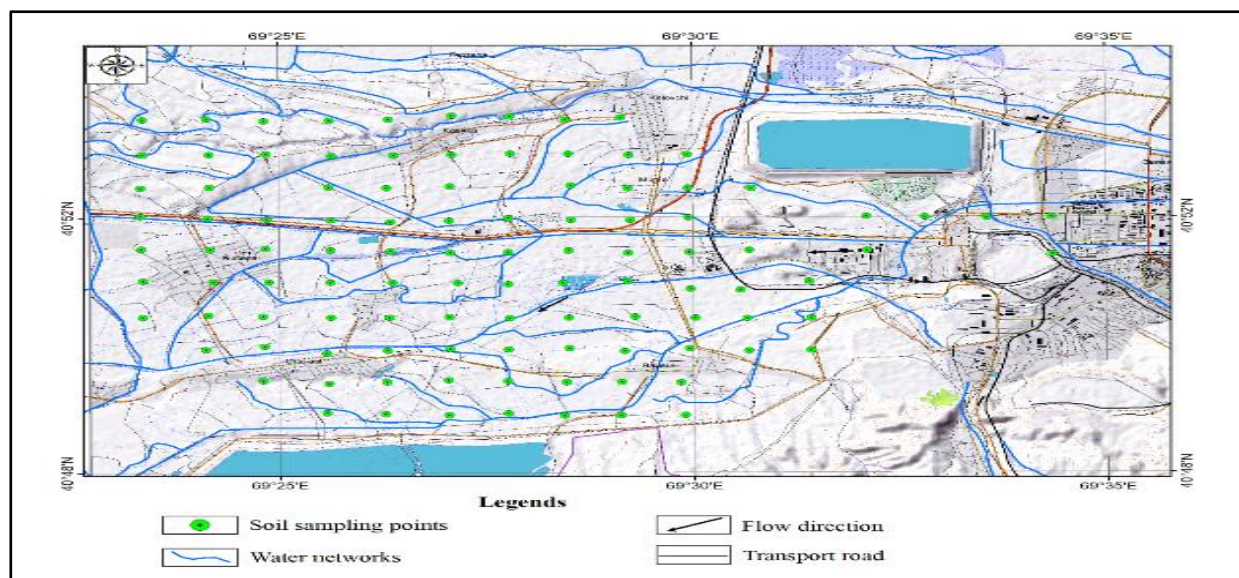 69°25'E 69°30'E 69°35'E
N
40°52'N 40°52'N
40°48'N 40°48'N
69°25'E 69°30'E 69°35'E
Legends
Soil sampling points Flow direction
Water networks Transport road